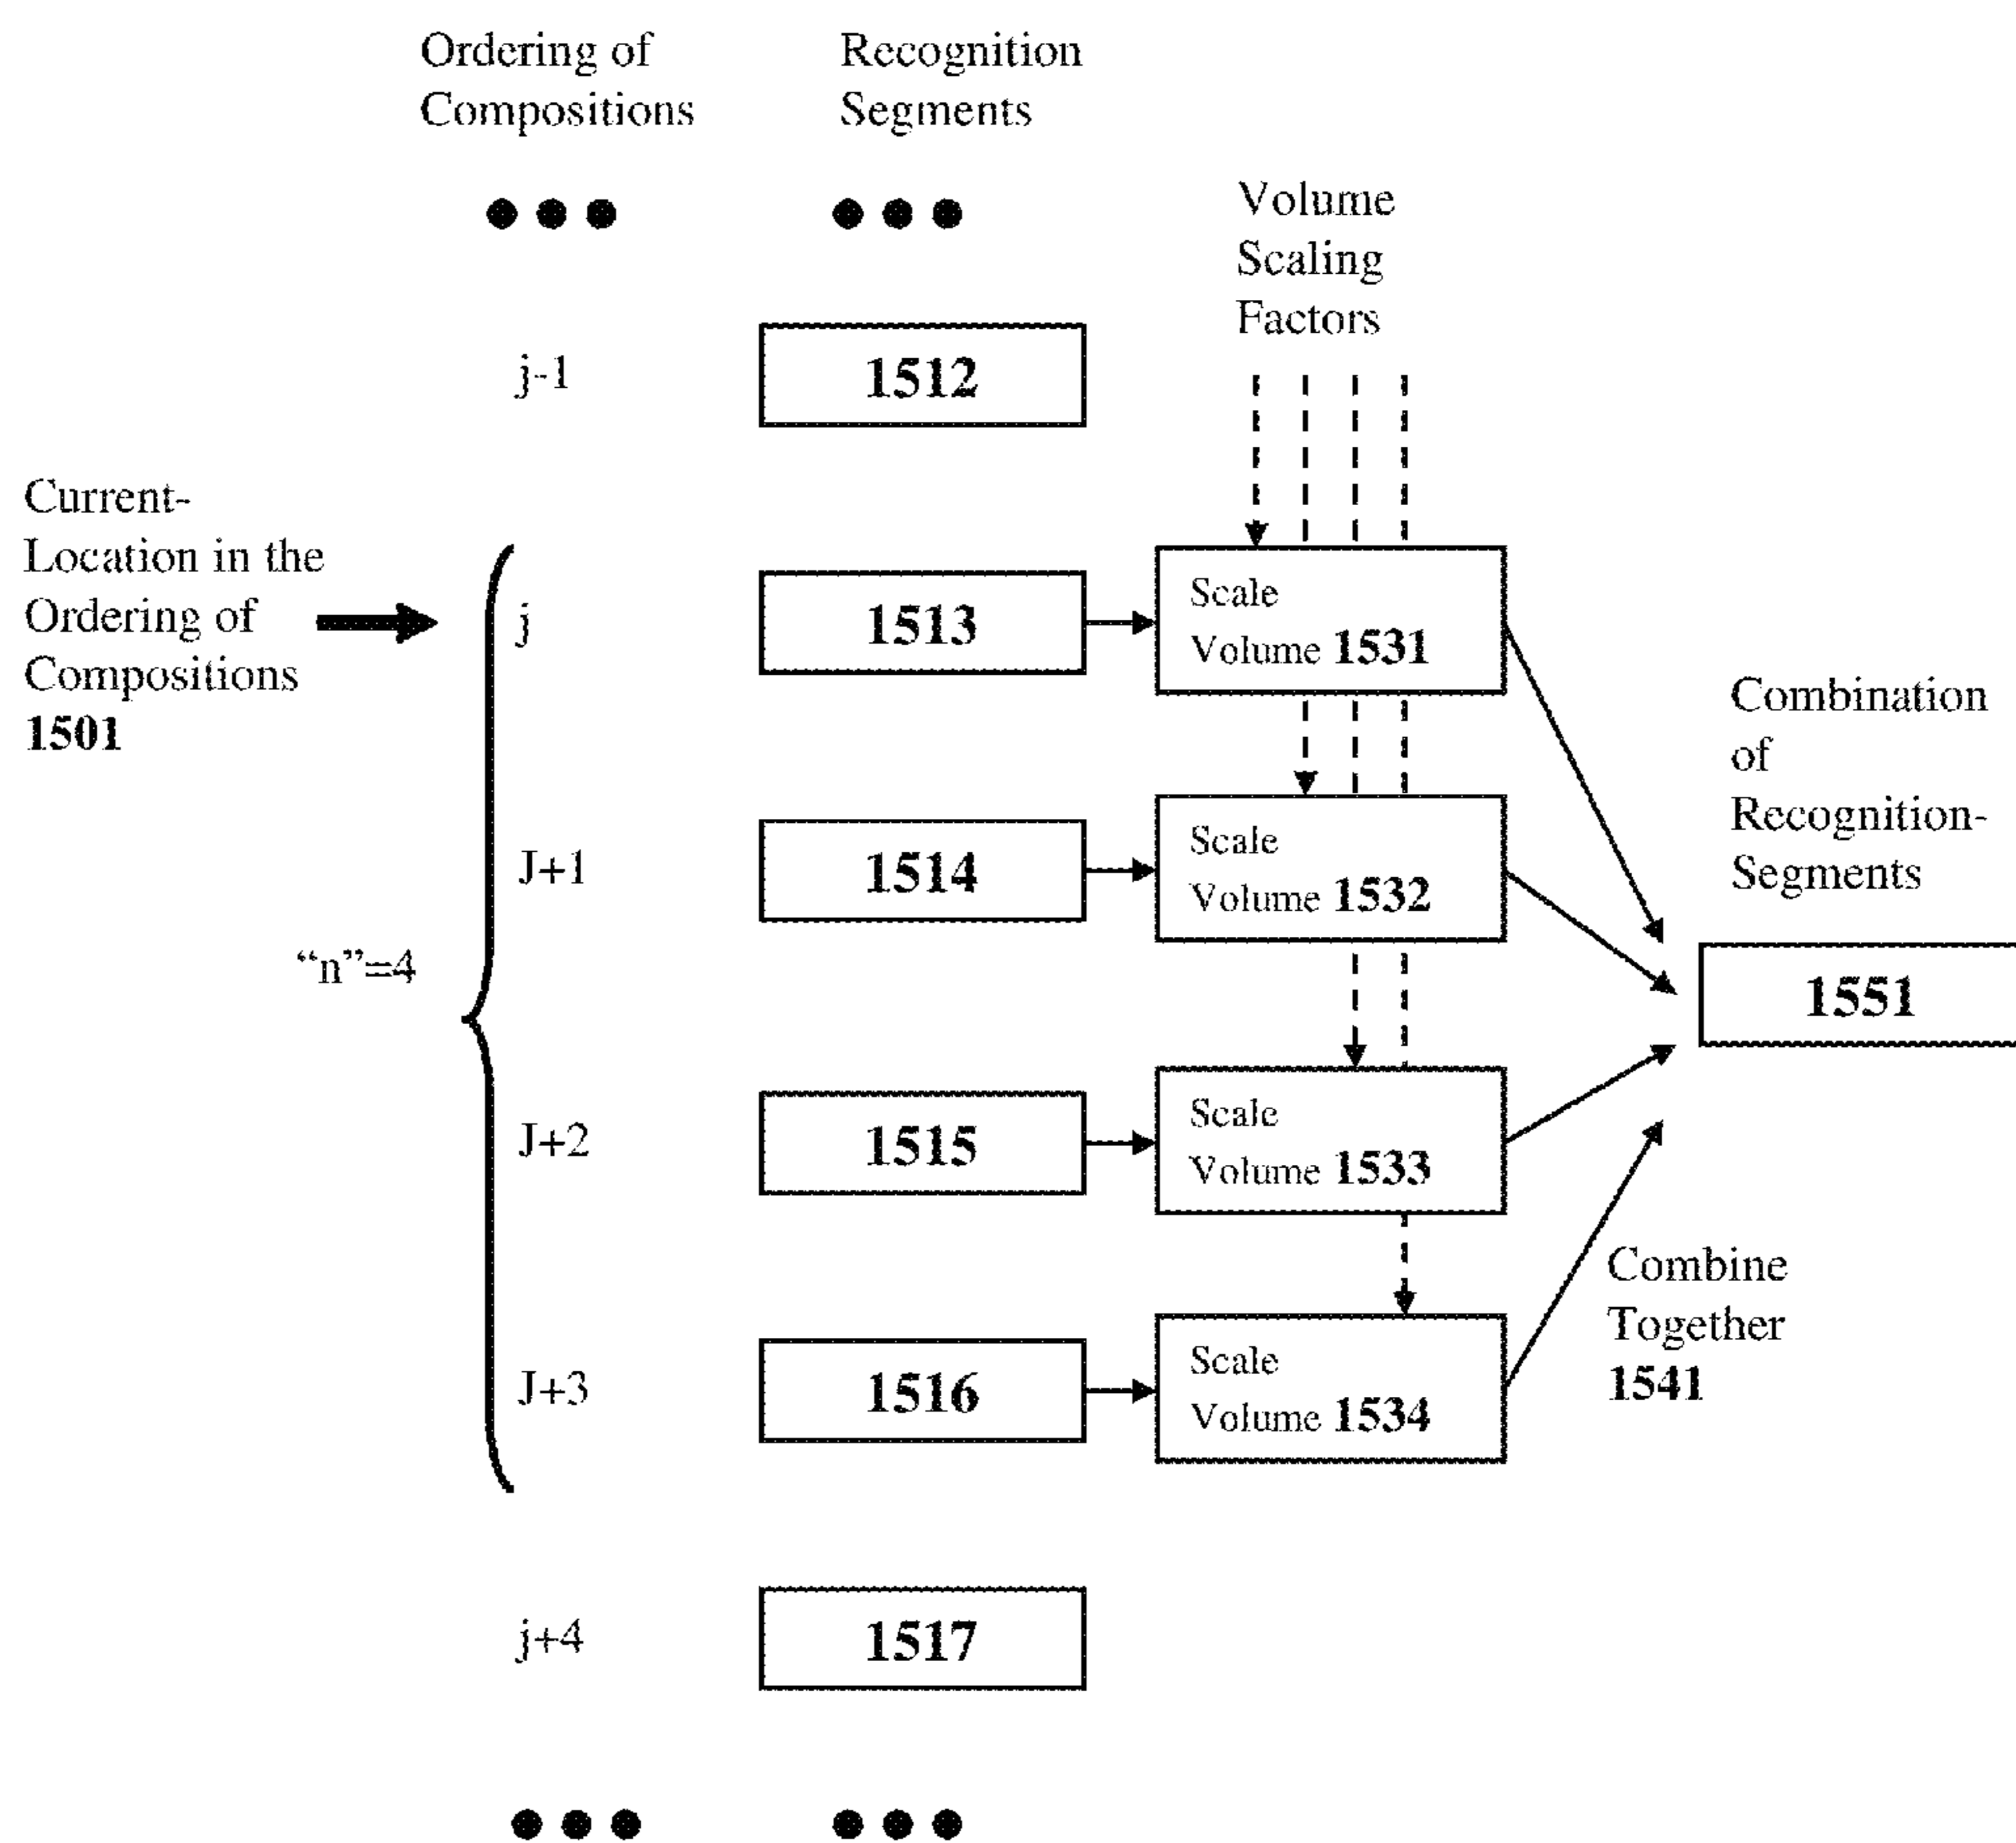 Ordering of
Compositions
Recognition
Segments
Volume
Scaling
Factors
j-1
1512
Current-
Location in the
Ordering of
Compositions
1501
j
1513
Scale
Volume 1531
Combination
of
Recognition-
Segments
J+1
1514
Scale
Volume 1532
"n"=4
1551
J+2
1515
Scale
Volume 1533
Combine
Together
1541
J+3
1516
Scale
Volume 1534
j+4
1517